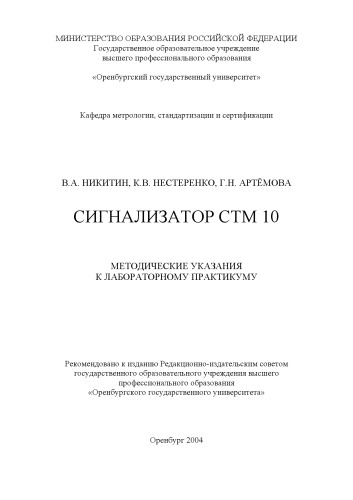 МИНИСТЕРСТВО ОБРАЗОВАНИЯ РОССИЙСКОЙ ФЕДЕРАЦИИ
Государственное образовательное учреждение
высшего профессионального образования
«Оренбургский государственный университет»
Кафедра метрологии, стандартизации и сертификации
В.А. НИКИТИН, К.В. НЕСТЕРЕНКО, Г.Н. АРТЁМОВА
СИГНАЛИЗАТОР СТМ 10
МЕТОДИЧЕСКИЕ УКАЗАНИЯ
К ЛАБОРАТОРНОМУ ПРАКТИКУМУ
Рекомендовано к изданию Редакционно-издательским советом
государственного образовательного учреждения высшего
профессионального образования
«Оренбургского государственного университета»
Оренбург 2004